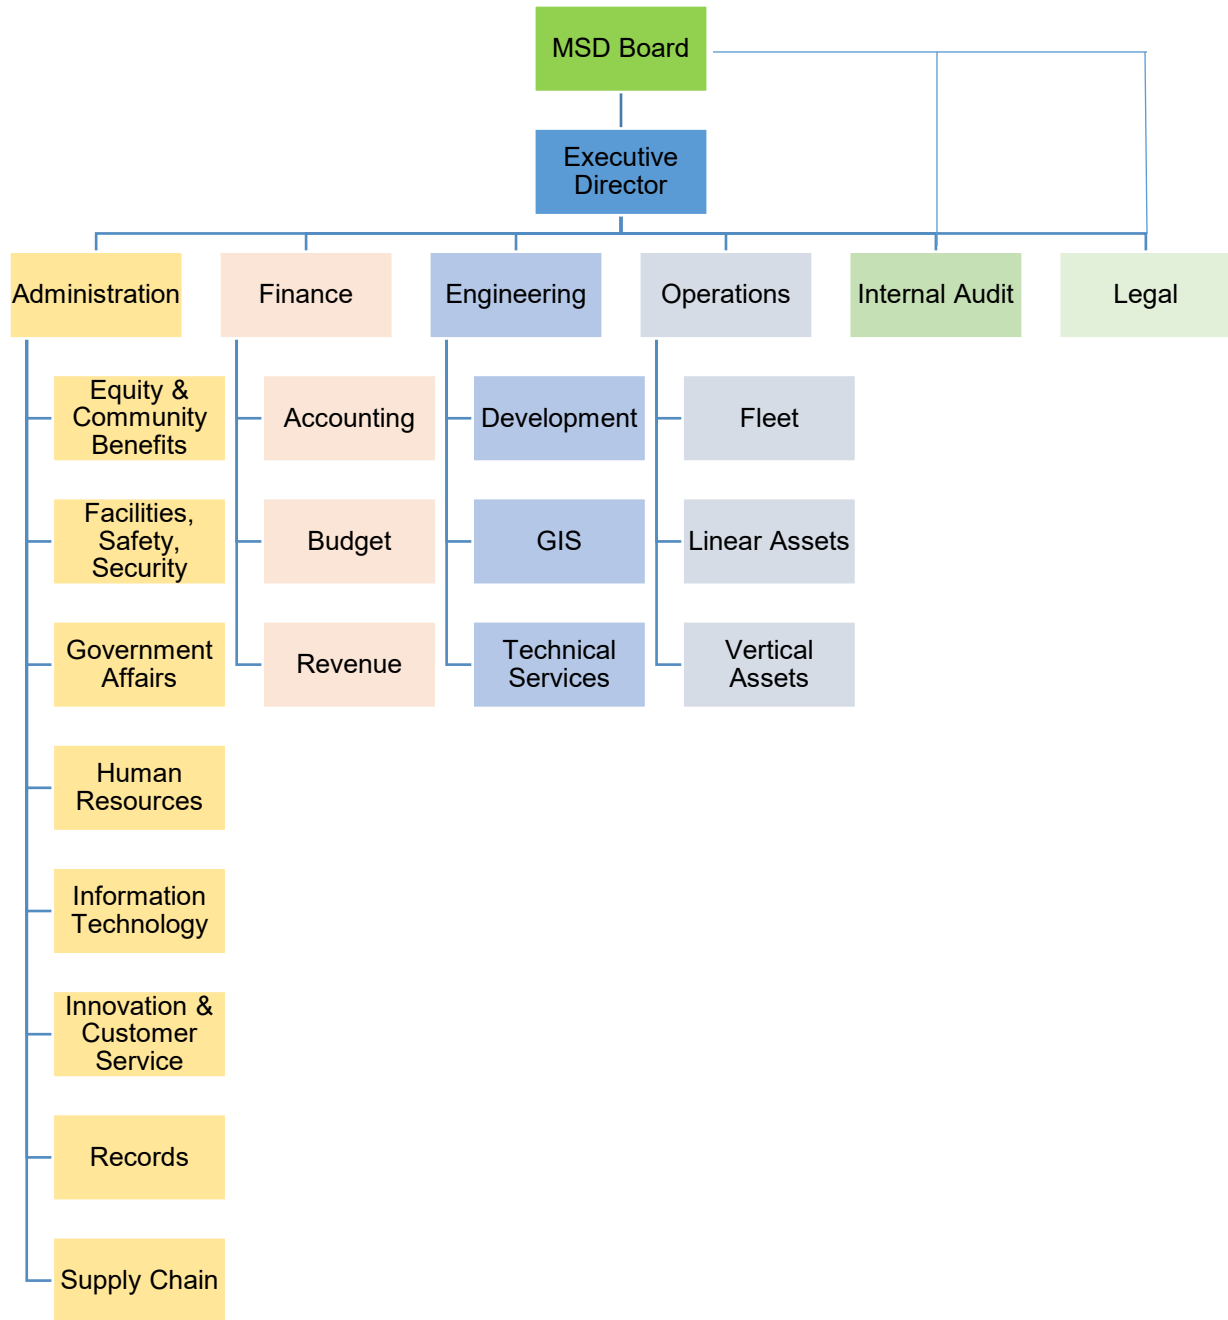 MSD Board
Executive
Director
Administration
Finance
Engineering
Operations
Internal Audit
Legal
Equity &
Community
Benefits
Accounting
Development
Fleet
Facilities,
Safety,
Security
Budget
GIS
Linear Assets
Government
Affairs
Revenue
Technical
Services
Vertical
Assets
Human
Resources
Information
Technology
Innovation &
Customer
Service
Records
Supply Chain